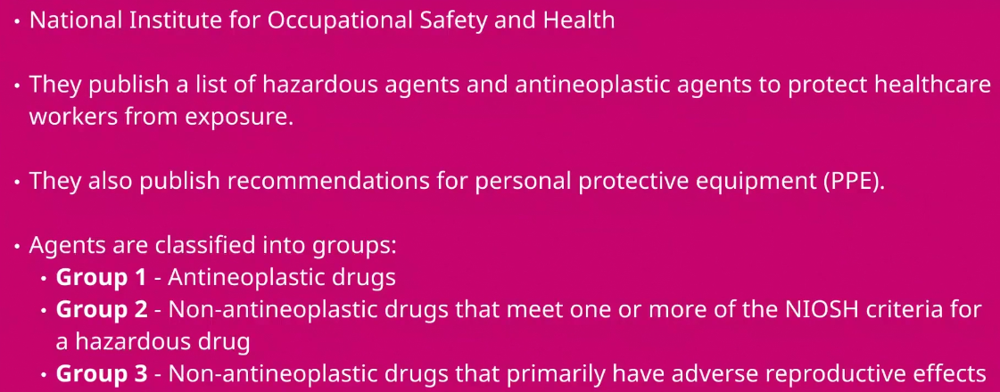 • National Institute for Occupational Safety and Health
• They publish a list of hazardous agents and antineoplastic agents to protect healthcare
workers from exposure.
• They also publish recommendations for personal protective equipment (PPE).
• Agents are classified into groups:
• Group 1 - Antineoplastic drugs
• Group 2 - Non-antineoplastic drugs that meet one or more of the NIOSH criteria for
a hazardous drug
• Group 3 - Non-antineoplastic drugs that primarily have adverse reproductive effects